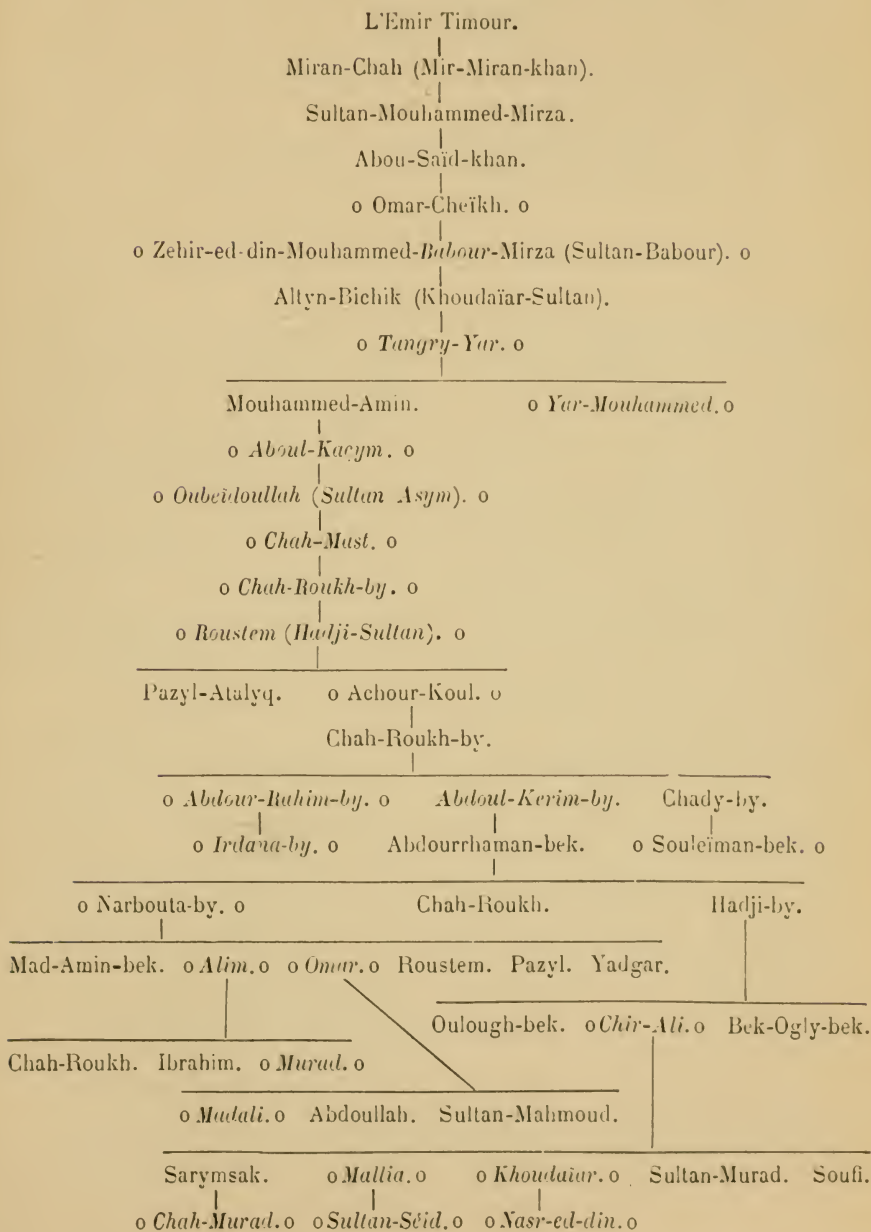 L'Emir Timour.
Miran-Chah (Mir-Miran-khan).
Sultan-Mouhammed-Mirza.
Abou-Saïd-khan.
o Omar-Cheïkh. o
o Zehir-ed-din-Mouhammed-Babour-Mirza (Sultan-Babour). o
Altyn-Bichik (Khoudaïar-Sultan).
o Tangry-Yar. o
Mouhammed-Amin. o Yar-Mouhammed. o
o Aboul-Kaçym. o
o Oubeïdoullah (Sultan Asym). o
o Chah-Mast. o
o Chah-Roukh-by. o
o Roustem (Hadji-Sultan). o
Pazyl-Atalyq. o Achour-Koul. o
Chah-Roukh-by.
o Abdour-Rahim-by. o Abdoul-Kerim-by. Chady-by.
o Irdana-by. o Abdourrhaman-bek. o Souleïman-bek. o
o Narbouta-by. o Chah-Roukh. Hadji-by.
Mad-Amin-bek. o Alim. o o Omar. o Roustem. Pazyl. Yadgar.
Oulough-bek. o Chir-Ali. o Bek-Ogly-bek.
Chah-Roukh. Ibrahim. o Murad. o
o Madali. o Abdoullah. Sultan-Mahmoud.
Sarymsak. o Mallia. o o Khoudaïar. o Sultan-Murad. Soufi.
o Chah-Murad. o o Sultan-Séid. o o Nasr-ed-din. o